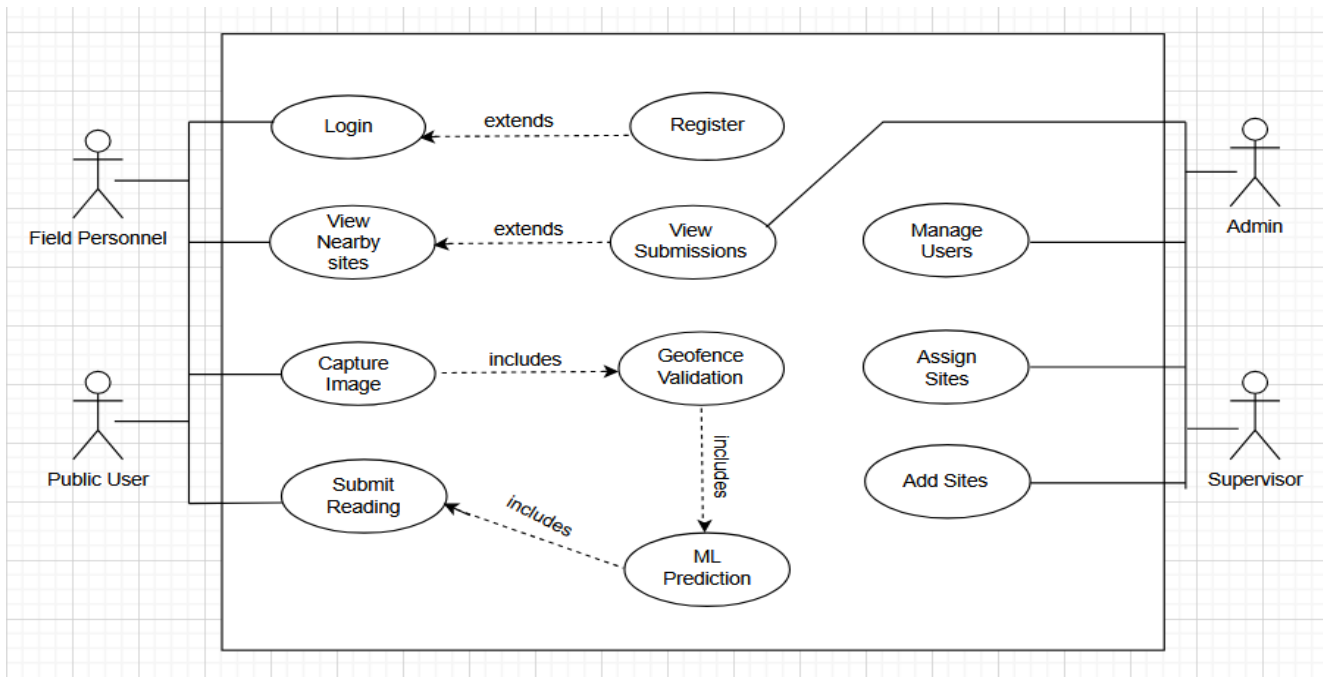 Login
extends
Register
Field Personnel
View
Nearby
sites
extends
View
Submissions
Manage
Users
Admin
Capture
Image
includes
Geofence
Validation
Assign
Sites
Public User
Submit
Reading
includes
includes
ML
Prediction
Add Sites
Supervisor